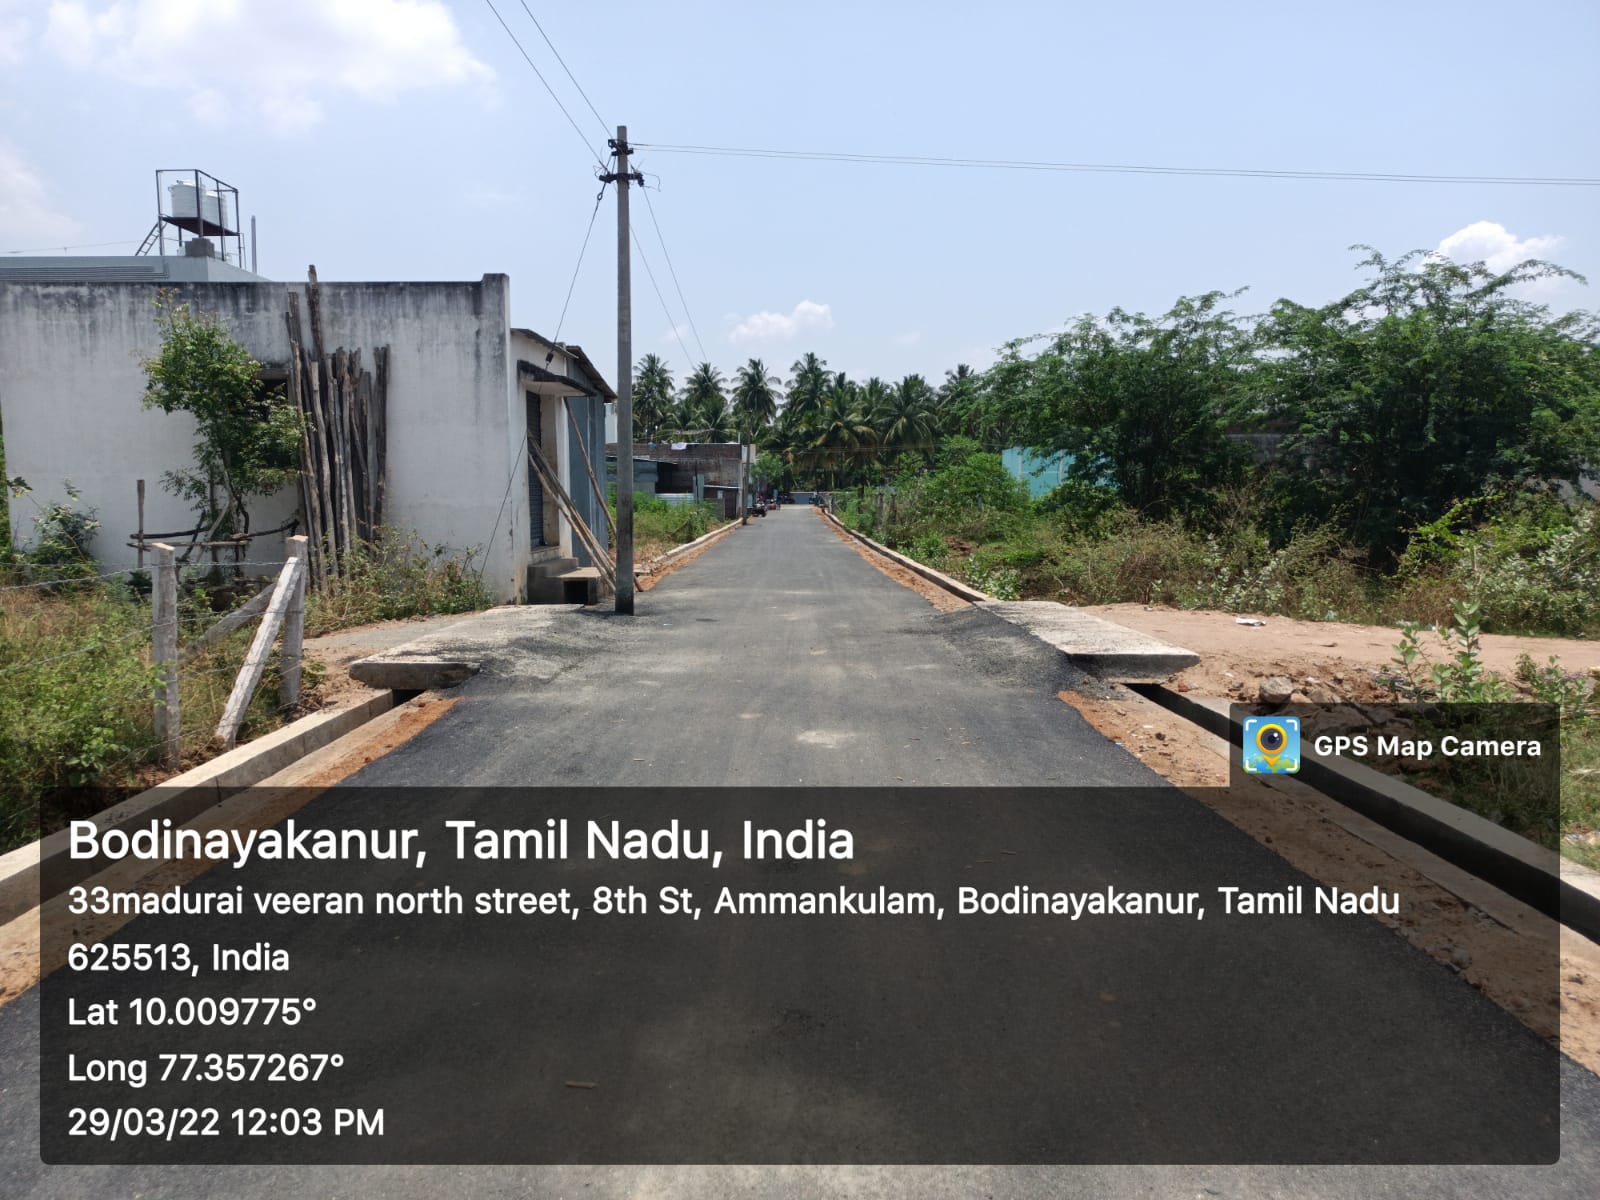 GPS Map Camera
Bodinayakanur, Tamil Nadu, India
33madurai veeran north street, 8th St, Ammankulam, Bodinayakanur, Tamil Nadu
625513, India
Lat 10.009775°
Long 77.357267°
29/03/22 12:03 PM